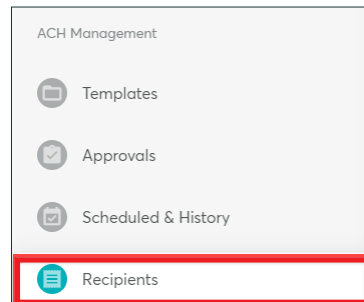 ACH Management
Templates
Approvals
Scheduled & History
Recipients